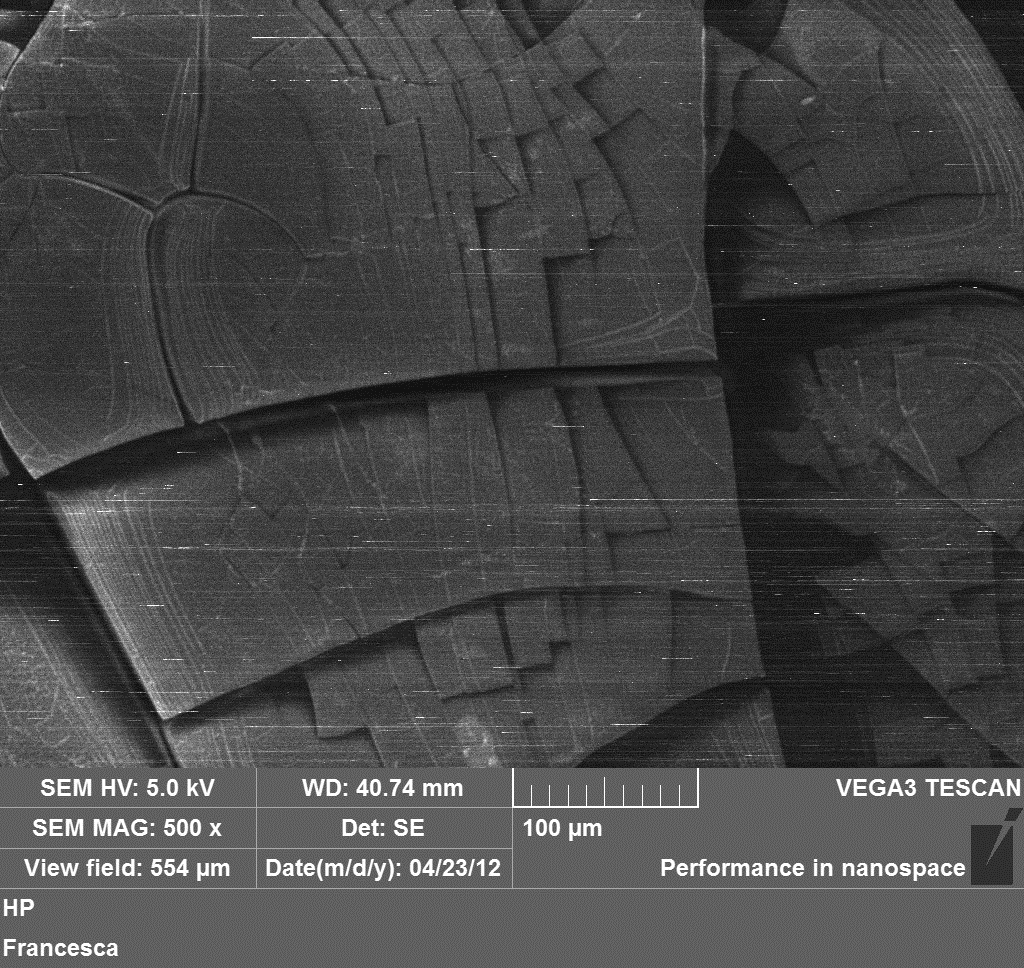 SEM HV: 5.0 kV
WD: 40.74 mm
VEGA3 TESCAN
SEM MAG: 500 x
Det: SE
100 µm
View field: 554 µm
Date(m/d/y): 04/23/12
Performance in nanospace
HP
Francesca